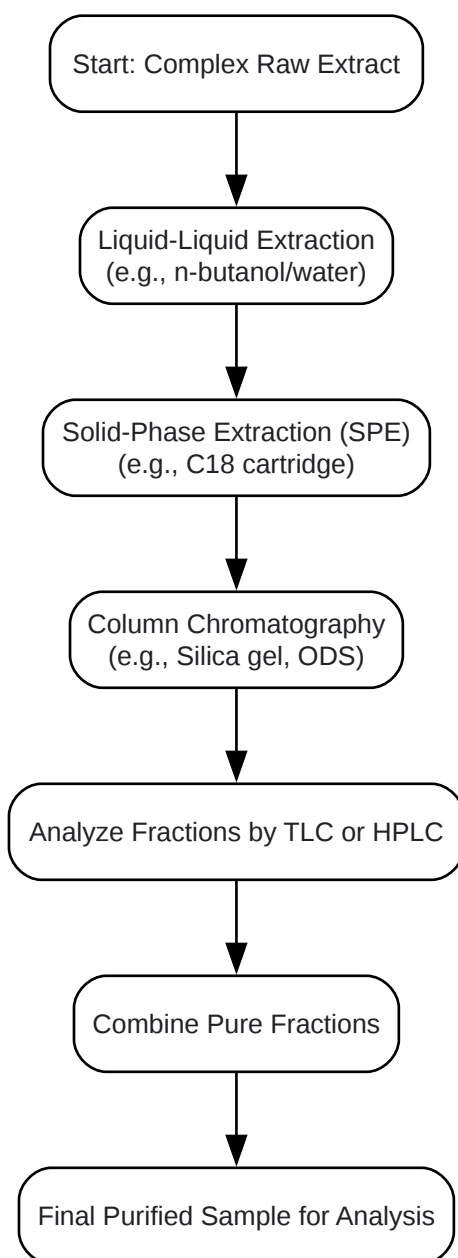 Start: Complex Raw Extract
Liquid-Liquid Extraction
(e.g., n-butanol/water)
Solid-Phase Extraction (SPE)
(e.g., C18 cartridge)
Column Chromatography
(e.g., Silica gel, ODS)
Analyze Fractions by TLC or HPLC
Combine Pure Fractions
Final Purified Sample for Analysis